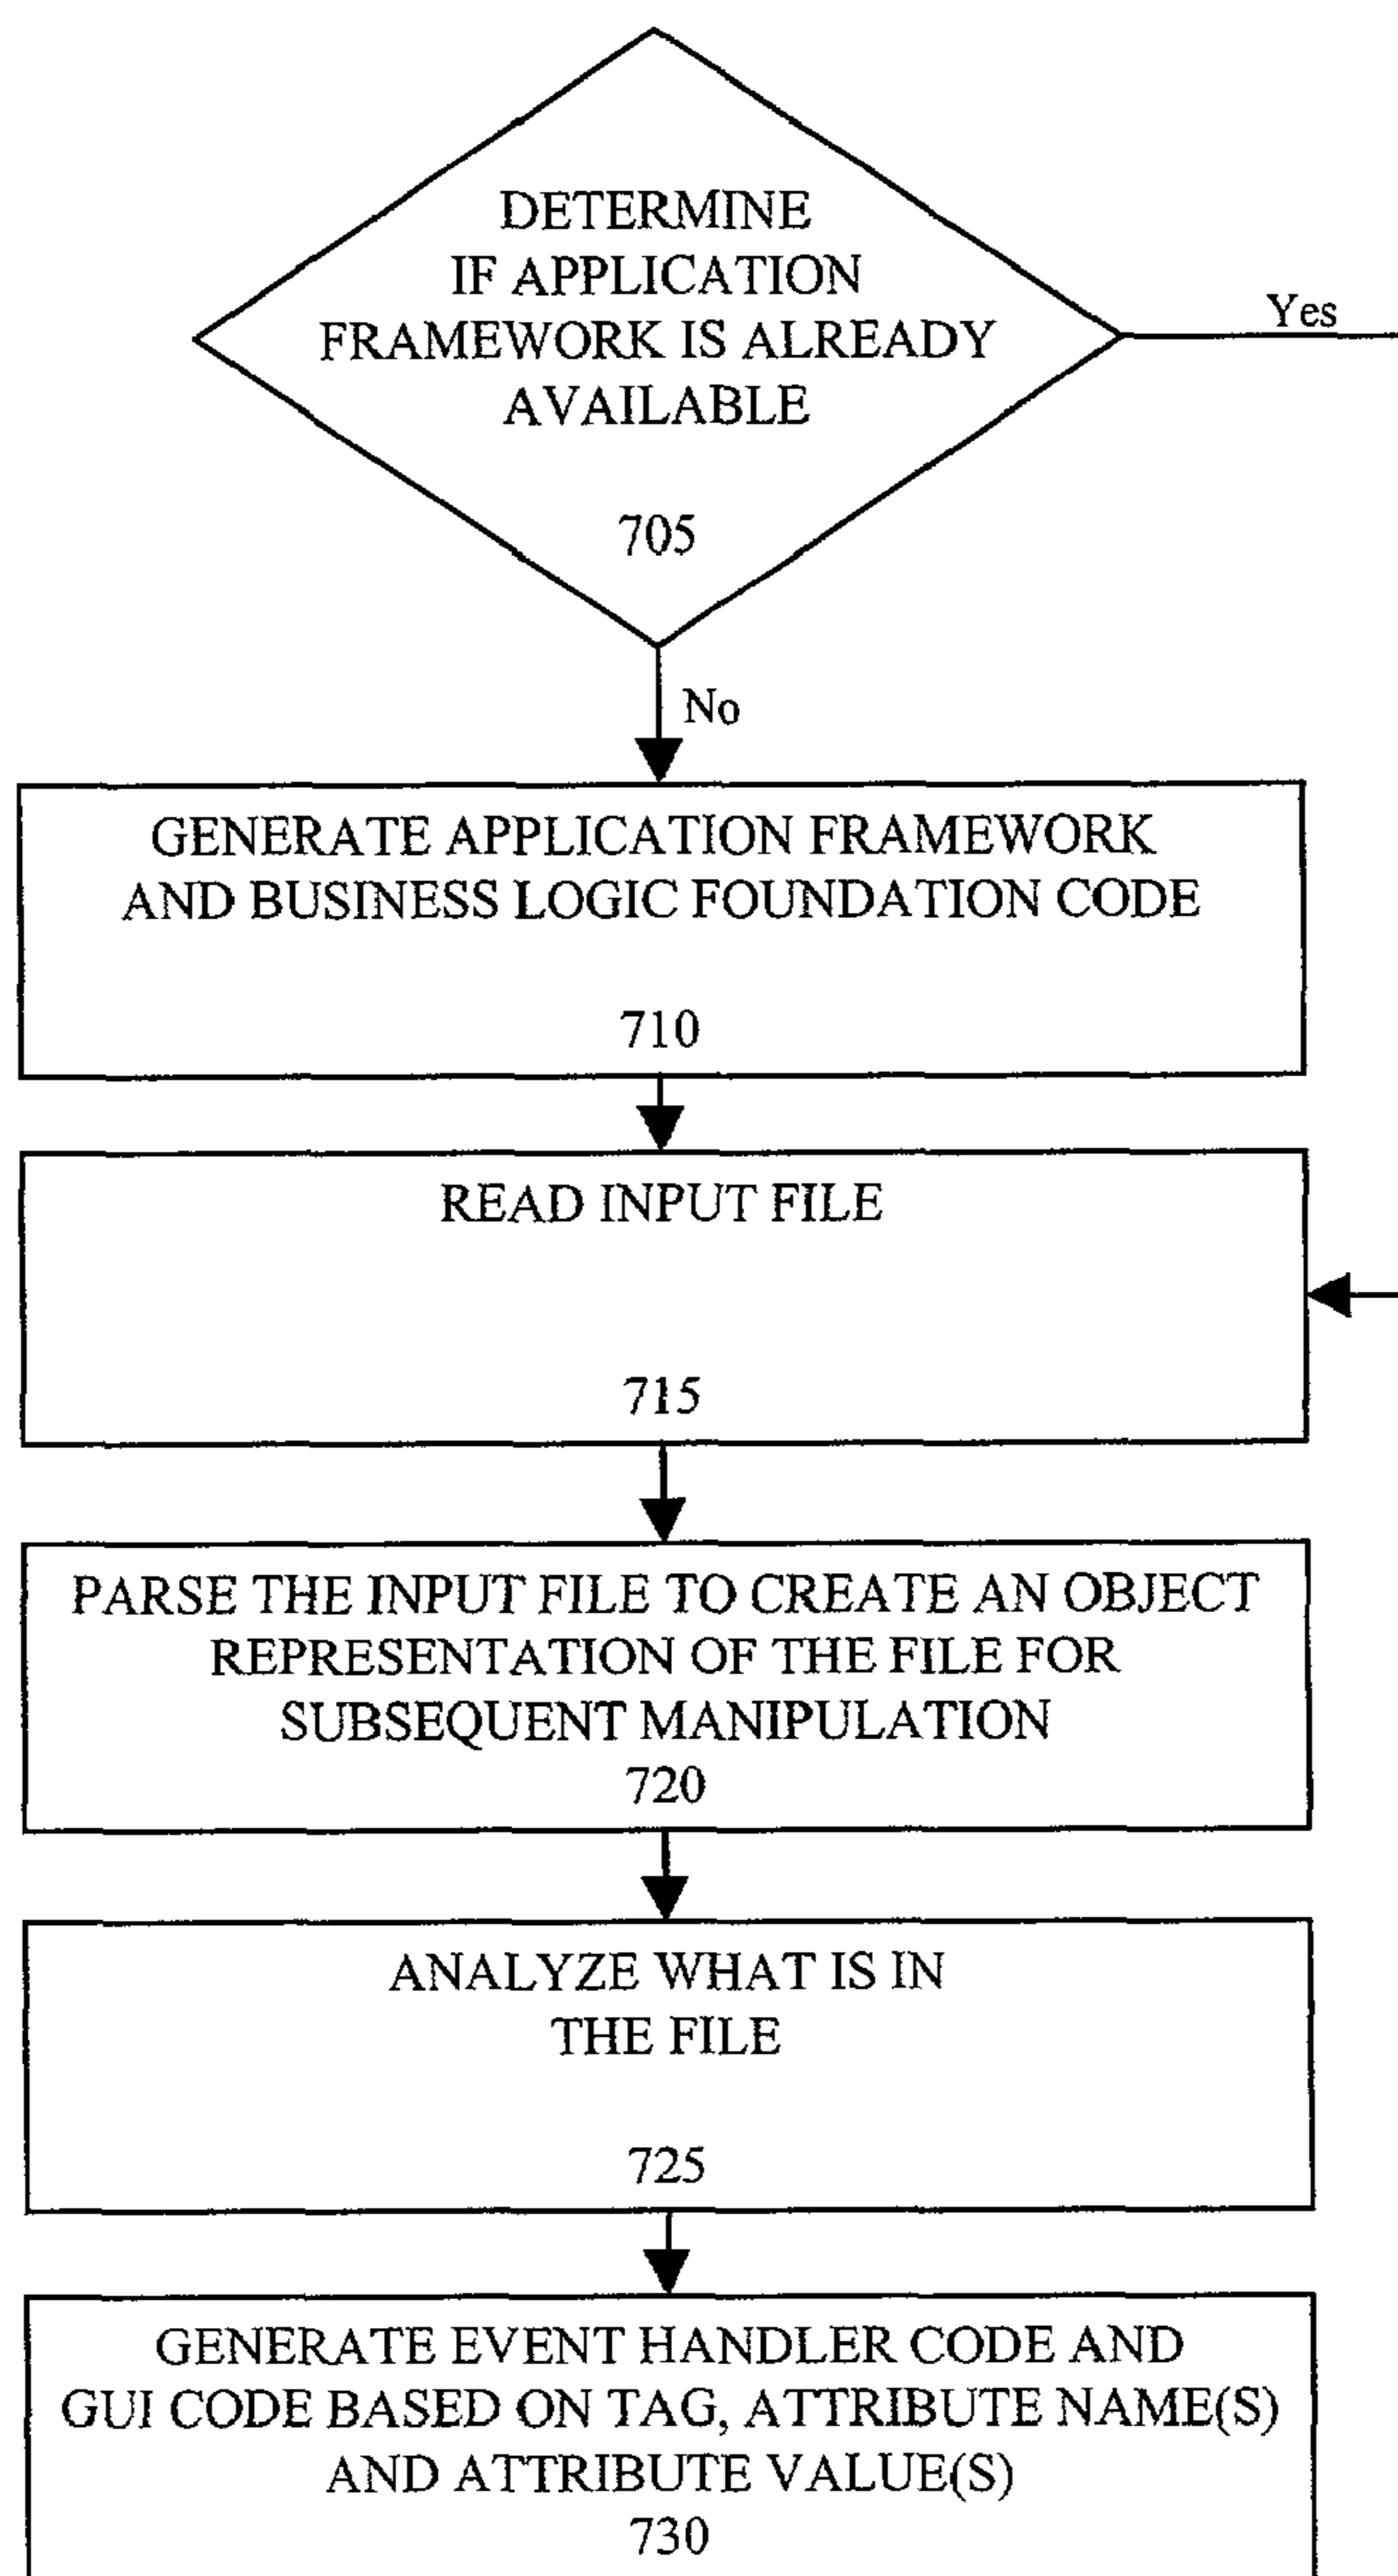 DETERMINE
IF APPLICATION
FRAMEWORK IS ALREADY
AVAILABLE
705
Yes
No
GENERATE APPLICATION FRAMEWORK
AND BUSINESS LOGIC FOUNDATION CODE
710
READ INPUT FILE
715
PARSE THE INPUT FILE TO CREATE AN OBJECT
REPRESENTATION OF THE FILE FOR
SUBSEQUENT MANIPULATION
720
ANALYZE WHAT IS IN
THE FILE
725
GENERATE EVENT HANDLER CODE AND
GUI CODE BASED ON TAG, ATTRIBUTE NAME(S)
AND ATTRIBUTE VALUE(S)
730